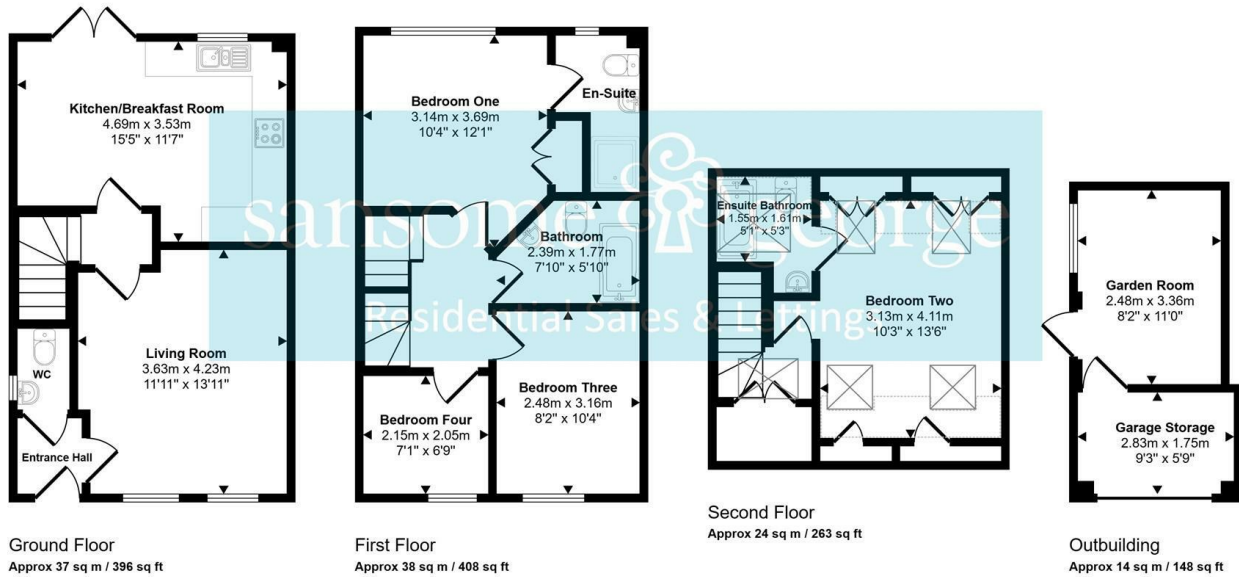 Kitchen/Breakfast Room
4.69m x 3.53m
15'5" x 11'7"
Living Room
3.63m x 4.23m
11'11" x 13'11"
WC
Entrance Hall
Ground Floor
Approx 37 sq m / 396 sq ft
Bedroom One
3.14m x 3.69m
10'4" x 12'1"
En-Suite
Bathroom
2.39m x 1.77m
7'10" x 5'10"
Bedroom Three
2.48m x 3.16m
8'2" x 10'4"
Bedroom Four
2.15m x 2.05m
7'1" x 6'9"
First Floor
Approx 38 sq m / 408 sq ft
Ensuite Bathroom
1.55m x 1.61m
5'1" x 5'3"
Bedroom Two
3.13m x 4.11m
10'3" x 13'6"
Second Floor
Approx 24 sq m / 263 sq ft
Garden Room
2.48m x 3.36m
8'2" x 11'0"
Garage Storage
2.83m x 1.75m
9'3" x 5'9"
Outbuilding
Approx 14 sq m / 148 sq ft
sansome & george
Residential Sales & Lettings